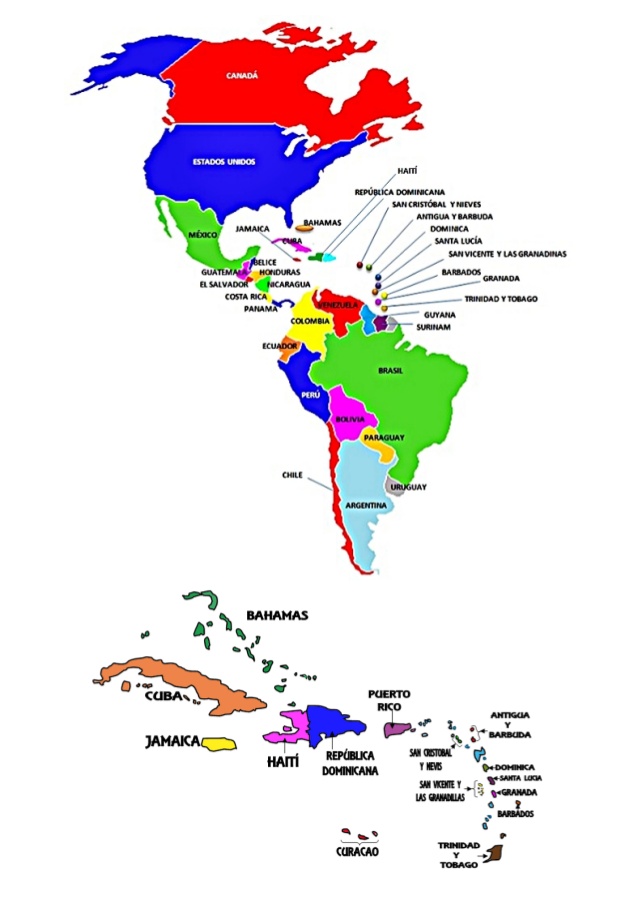 CANADÁ
ESTADOS UNIDOS
HAITÍ
REPÚBLICA DOMINICANA
SAN CRISTÓBAL Y NIEVES
ANTIGUA Y BARBUDA
BAHAMAS
JAMAICA
DOMINICA
MÉXICO
CUBA
SANTA LUCÍA
SAN VICENTE Y LAS GRANADINAS
BELICE
GUATEMALA
HONDURAS
BARBADOS
GRANADA
EL SALVADOR
NICARAGUA
COSTA RICA
TRINIDAD Y TOBAGO
PANAMA
VENEZUELA
GUYANA
COLOMBIA
SURINAM
ECUADOR
BRASIL
PERÚ
BOLIVIA
PARAGUAY
CHILE
URUGUAY
ARGENTINA
BAHAMAS
CUBA
PUERTO
RICO
ANTIGUA
Y
BARBUDA
JAMAICA
HAITÍ
REPÚBLICA
DOMINICANA
SAN CRISTOBAL
Y NEVIS
DOMINICA
SANTA LUCIA
SAN VICENTE Y
LAS GRANADILLAS
GRANADA
BARBADOS
CURACAO
TRINIDAD
Y
TOBAGO